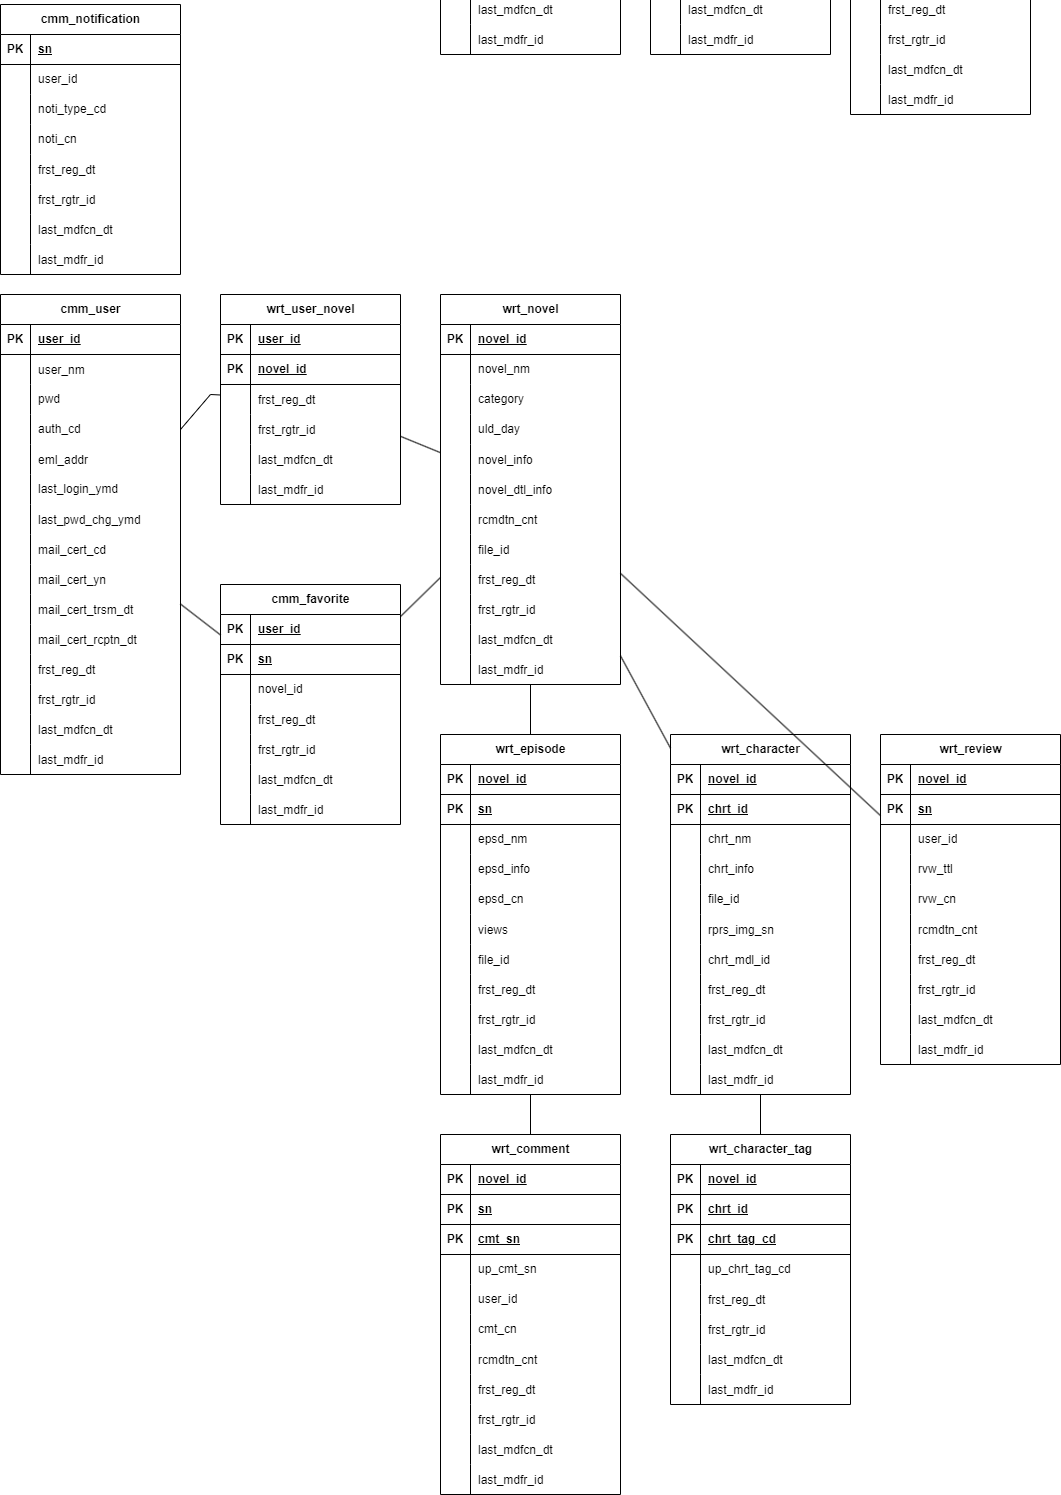 cmm_notification
PK sn
user_id
noti_type_cd
noti_cn
frst_reg_dt
frst_rgtr_id
last_mdfcn_dt
last_mdfr_id
last_mdfcn_dt
last_mdfr_id
last_mdfcn_dt
last_mdfr_id
frst_reg_dt
frst_rgtr_id
last_mdfcn_dt
last_mdfr_id
cmm_user
PK user_id
user_nm
pwd
auth_cd
eml_addr
last_login_ymd
last_pwd_chg_ymd
mail_cert_cd
mail_cert_yn
mail_cert_trsm_dt
mail_cert_rcptn_dt
frst_reg_dt
frst_rgtr_id
last_mdfcn_dt
last_mdfr_id
wrt_user_novel
PK user_id
PK novel_id
frst_reg_dt
frst_rgtr_id
last_mdfcn_dt
last_mdfr_id
cmm_favorite
PK user_id
PK sn
novel_id
frst_reg_dt
frst_rgtr_id
last_mdfcn_dt
last_mdfr_id
wrt_novel
PK novel_id
novel_nm
category
uld_day
novel_info
novel_dtl_info
rcmdtn_cnt
file_id
frst_reg_dt
frst_rgtr_id
last_mdfcn_dt
last_mdfr_id
wrt_episode
PK novel_id
PK sn
epsd_nm
epsd_info
epsd_cn
views
file_id
frst_reg_dt
frst_rgtr_id
last_mdfcn_dt
last_mdfr_id
wrt_character
PK novel_id
PK chrt_id
chrt_nm
chrt_info
file_id
rprs_img_sn
chrt_mdl_id
frst_reg_dt
frst_rgtr_id
last_mdfcn_dt
last_mdfr_id
wrt_review
PK novel_id
PK sn
user_id
rvw_ttl
rvw_cn
rcmdtn_cnt
frst_reg_dt
frst_rgtr_id
last_mdfcn_dt
last_mdfr_id
wrt_comment
PK novel_id
PK sn
PK cmt_sn
up_cmt_sn
user_id
cmt_cn
rcmdtn_cnt
frst_reg_dt
frst_rgtr_id
last_mdfcn_dt
last_mdfr_id
wrt_character_tag
PK novel_id
PK chrt_id
PK chrt_tag_cd
up_chrt_tag_cd
frst_reg_dt
frst_rgtr_id
last_mdfcn_dt
last_mdfr_id